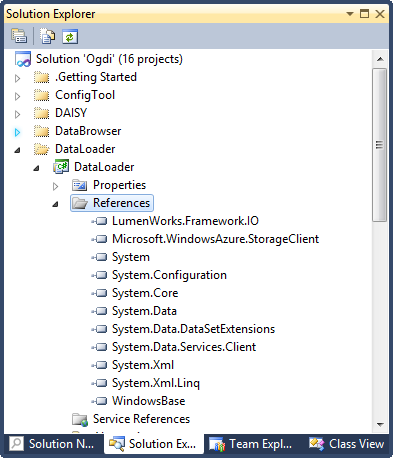 Solution Explorer
Solution 'Ogdi' (16 projects)
.Getting Started
ConfigTool
DAISY
DataBrowser
DataLoader
DataLoader
Properties
References
LumenWorks.Framework.IO
Microsoft.WindowsAzure.StorageClient
System
System.Configuration
System.Core
System.Data
System.Data.DataSetExtensions
System.Data.Services.Client
System.Xml
System.Xml.Linq
WindowsBase
Service References
Solution N... Solution Ex... Team Expl... Class View